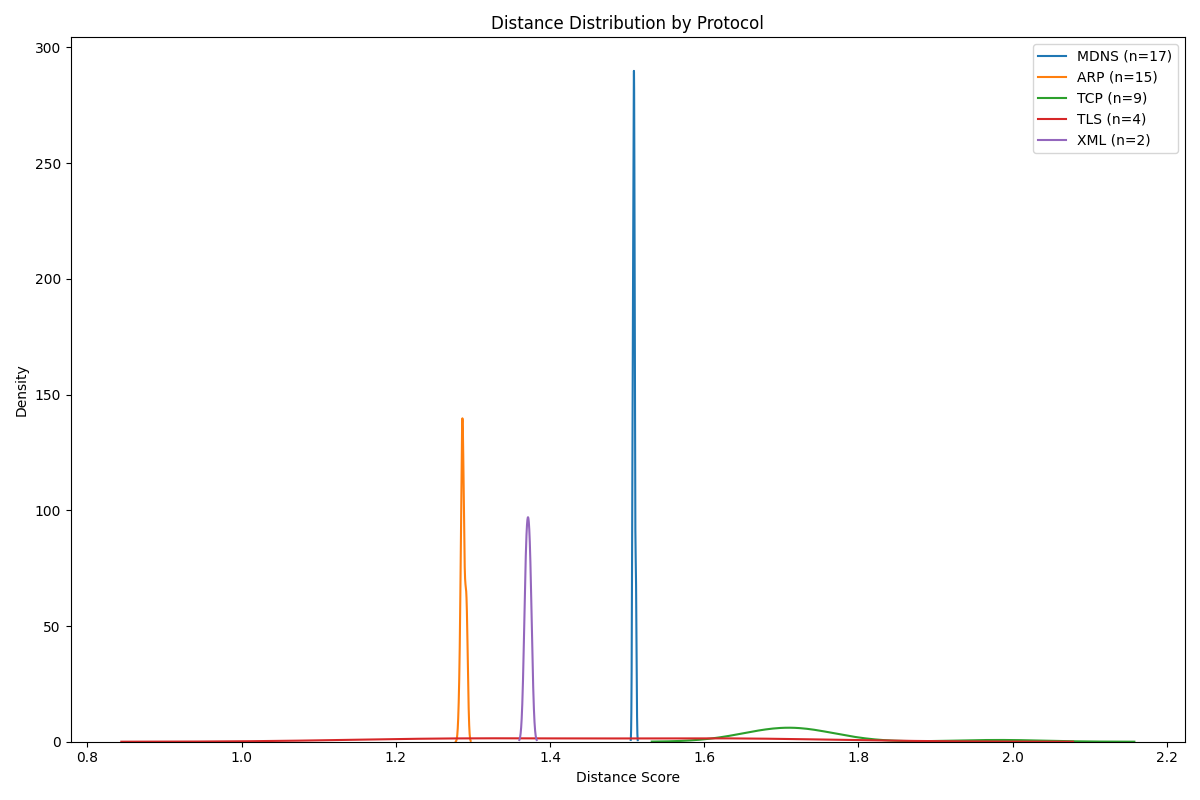 Distance Distribution by Protocol
300
250
200
150
100
50
0
Density
MDNS (n=17)
ARP (n=15)
TCP (n=9)
TLS (n=4)
XML (n=2)
0.8 1.0 1.2 1.4 1.6 1.8 2.0 2.2
Distance Score